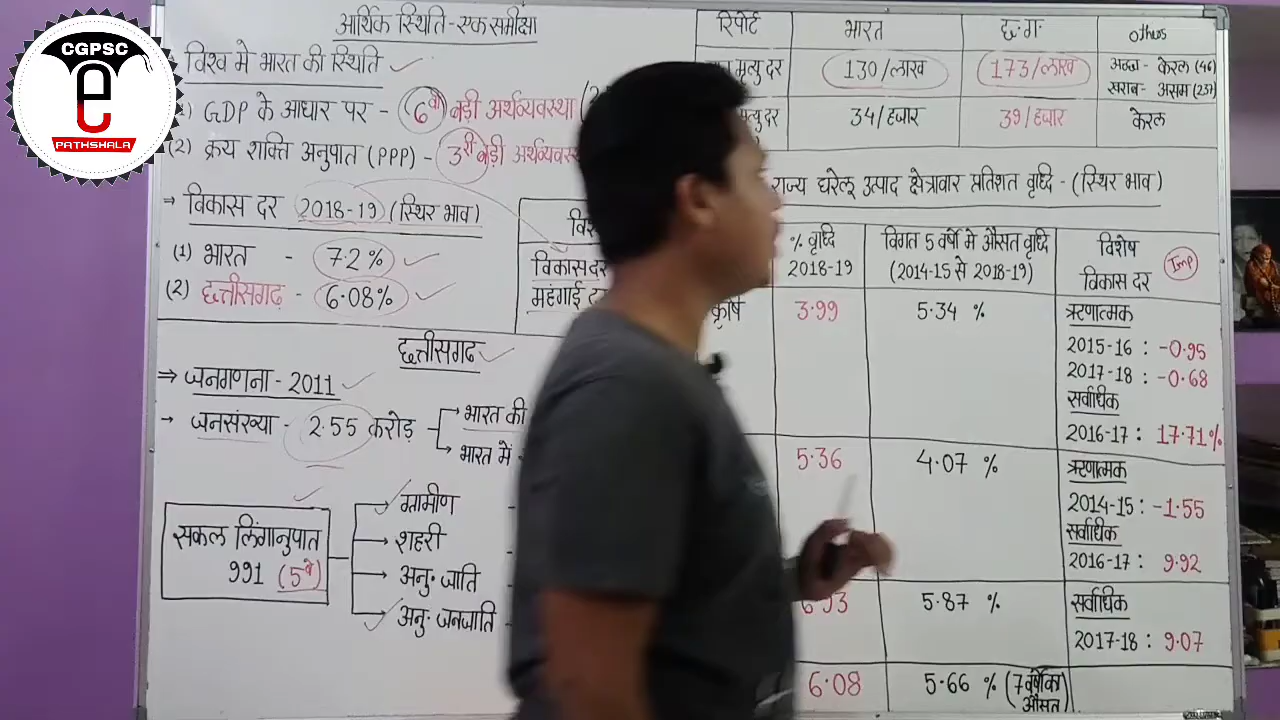 CGPSC
e
PATHSHALA
आर्थिक स्थिति - एक समीक्षा
विश्व मे भारत की स्थिति
GDP के आधार पर - 6वी बड़ी अर्थव्यवस्था
(2) क्रय शक्ति अनुपात (PPP) - 3री बड़ी
→ विकास दर 2018-19 (स्थिर भाव)
(1) भारत - 7.2%
(2) छत्तीसगढ़ - 6.08%
विकास दर
महंगाई
छत्तीसगढ़
⇒ जनगणना - 2011
→ जनसंख्या - 2.55 करोड़
भारत की
भारत में
सकल लिंगानुपात
991 (5वे)
ग्रामीण
शहरी
अनु. जाति
अनु. जनजाति
रिपोर्ट भारत छ.ग. others
मृत्यु दर 130/लाख 173/लाख अच्छा - केरल (46)
खराब - असम (237)
दर 34/हजार 39/हजार केरल
राज्य घरेलू उत्पाद क्षेत्रावार प्रतिशत वृध्दि - (स्थिर भाव)
% वृध्दि विगत 5 वर्षो मे औसत वृध्दि विशेष Imp
2018-19 (2014-15 से 2018-19) विकास दर
कृषि 3.99 5.34 % ऋणात्मक
2015-16 : -0.95
2017-18 : -0.68
सर्वाधिक
2016-17 : 17.71%
5.36 4.07 % ऋणात्मक
2014-15 : -1.55
सर्वाधिक
2016-17 : 9.92
6.93 5.87 % सर्वाधिक
2017-18 : 9.07
6.08 5.66 % (7 वर्षो का
औसत)